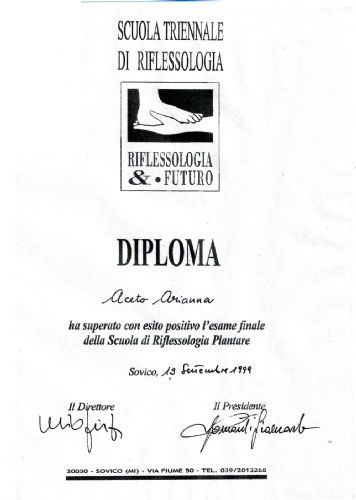 SCUOLA TRIENNALE
DI RIFLESSOLOGIA
RIFLESSOLOGIA
& • FUTURO
DIPLOMA
Aceto Arianna
ha superato con esito positivo l'esame finale
della Scuola di Riflessologia Plantare
Sovico, 19 Settembre 1999
Il Direttore
Il Presidente
20050 - SOVICO (MI) - VIA FIUME 50 - TEL. 039/2013268